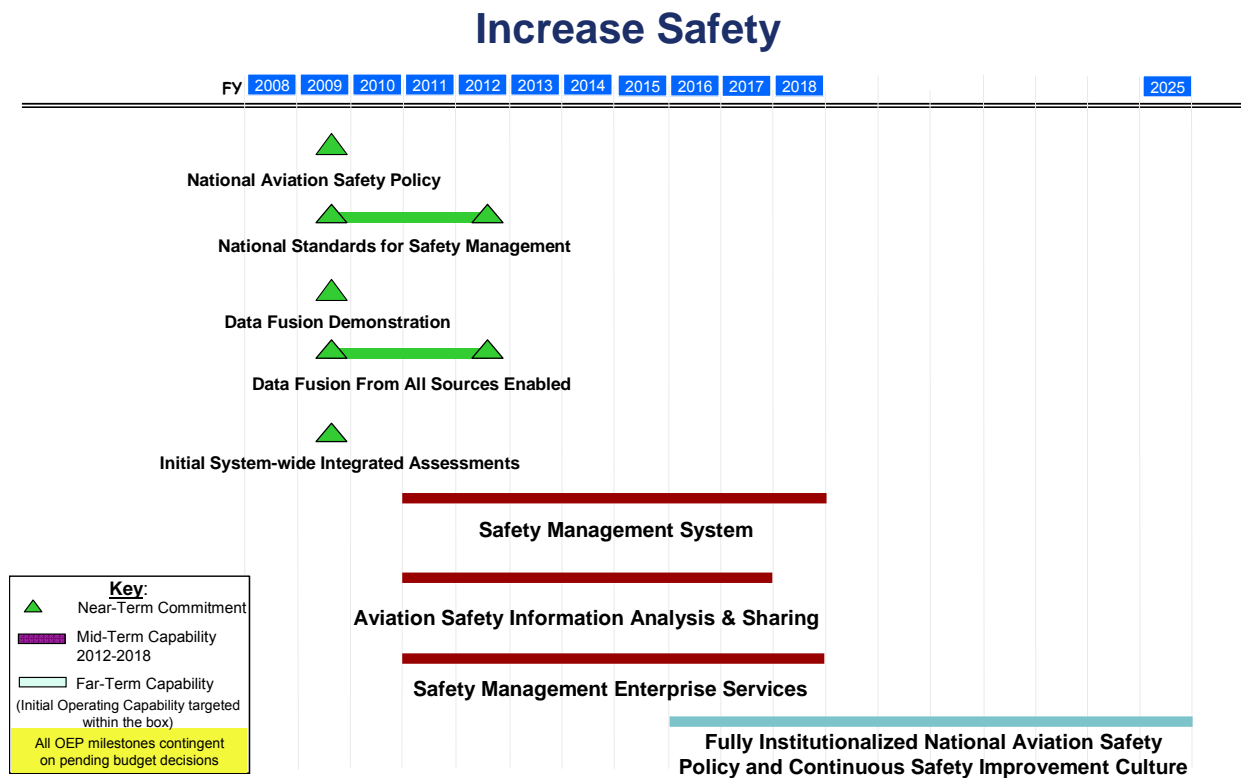 Increase Safety
FY 2008 2009 2010 2011 2012 2013 2014 2015 2016 2017 2018 2025
National Aviation Safety Policy
National Standards for Safety Management
Data Fusion Demonstration
Data Fusion From All Sources Enabled
Initial System-wide Integrated Assessments
Safety Management System
Aviation Safety Information Analysis & Sharing
Safety Management Enterprise Services
Fully Institutionalized National Aviation Safety
Policy and Continuous Safety Improvement Culture
Key:
Near-Term Commitment
Mid-Term Capability
2012-2018
Far-Term Capability
(Initial Operating Capability targeted
within the box)
All OEP milestones contingent
on pending budget decisions